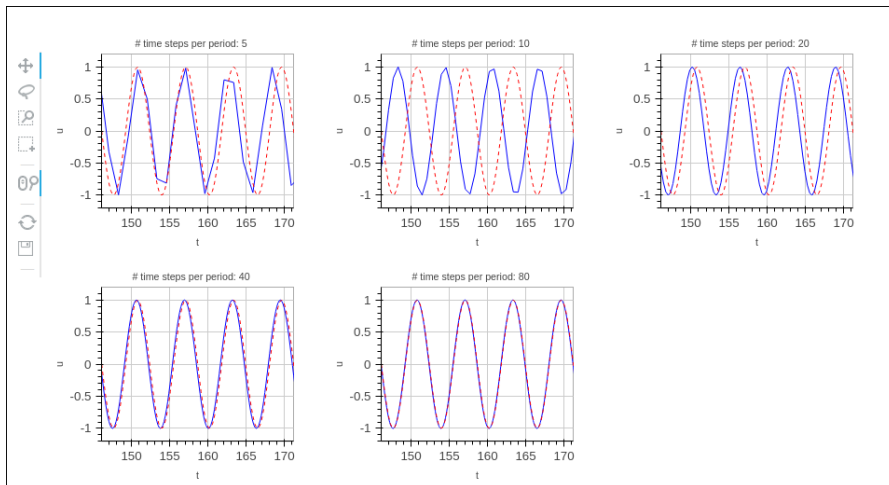 # time steps per period: 5
1
0.5
0
-0.5
-1
u
150 155 160 165 170
t
# time steps per period: 10
1
0.5
0
-0.5
-1
u
150 155 160 165 170
t
# time steps per period: 20
1
0.5
0
-0.5
-1
u
150 155 160 165 170
t
# time steps per period: 40
1
0.5
0
-0.5
-1
u
150 155 160 165 170
t
# time steps per period: 80
1
0.5
0
-0.5
-1
u
150 155 160 165 170
t